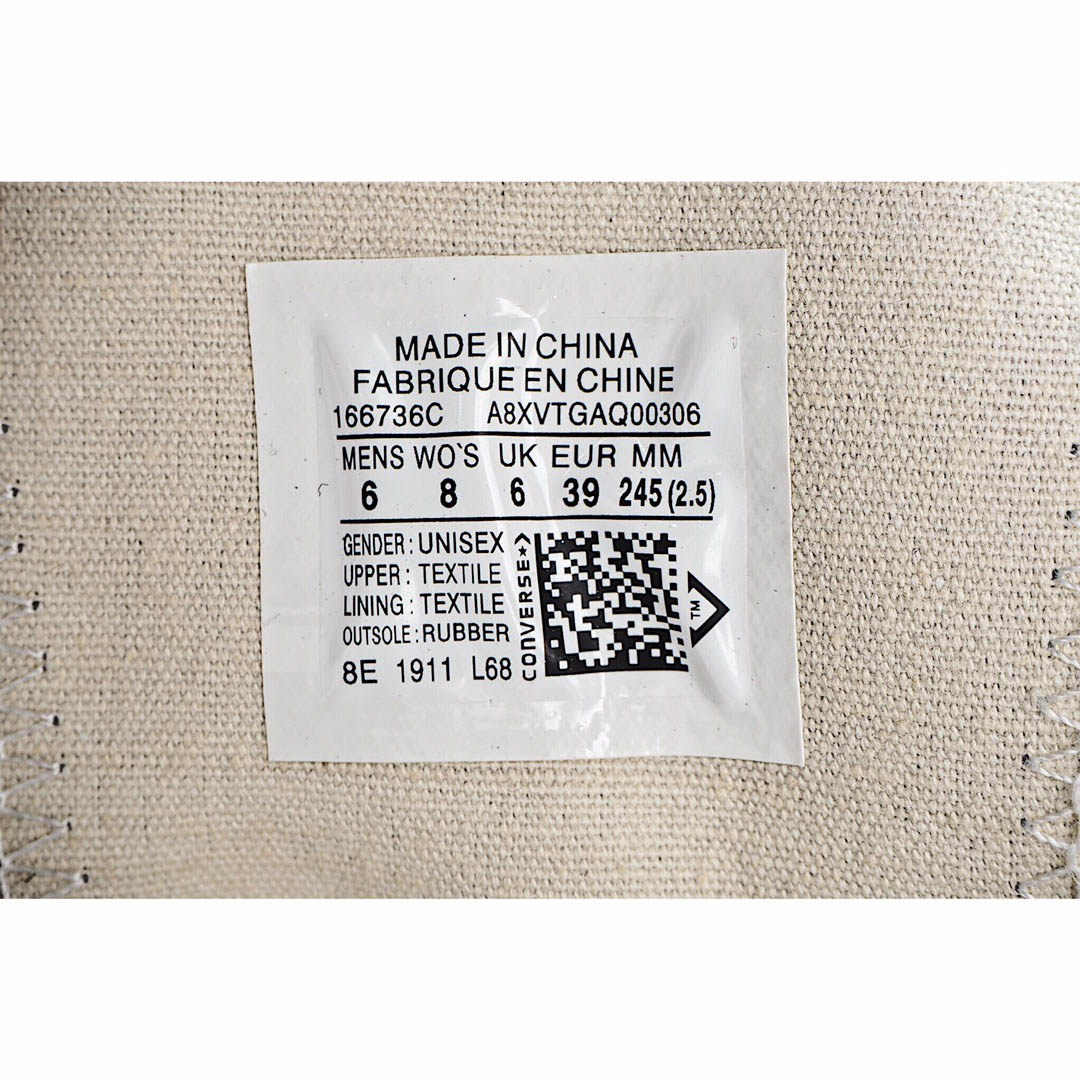 MADE IN CHINA
FABRIQUE EN CHINE
166736C A8XVTGAQ00306
MENS WO`S UK EUR MM
6 8 6 39 245 (2.5)
GENDER : UNISEX
UPPER : TEXTILE
LINING : TEXTILE
OUTSOLE : RUBBER
8E 1911 L68
CONVERSE
TM